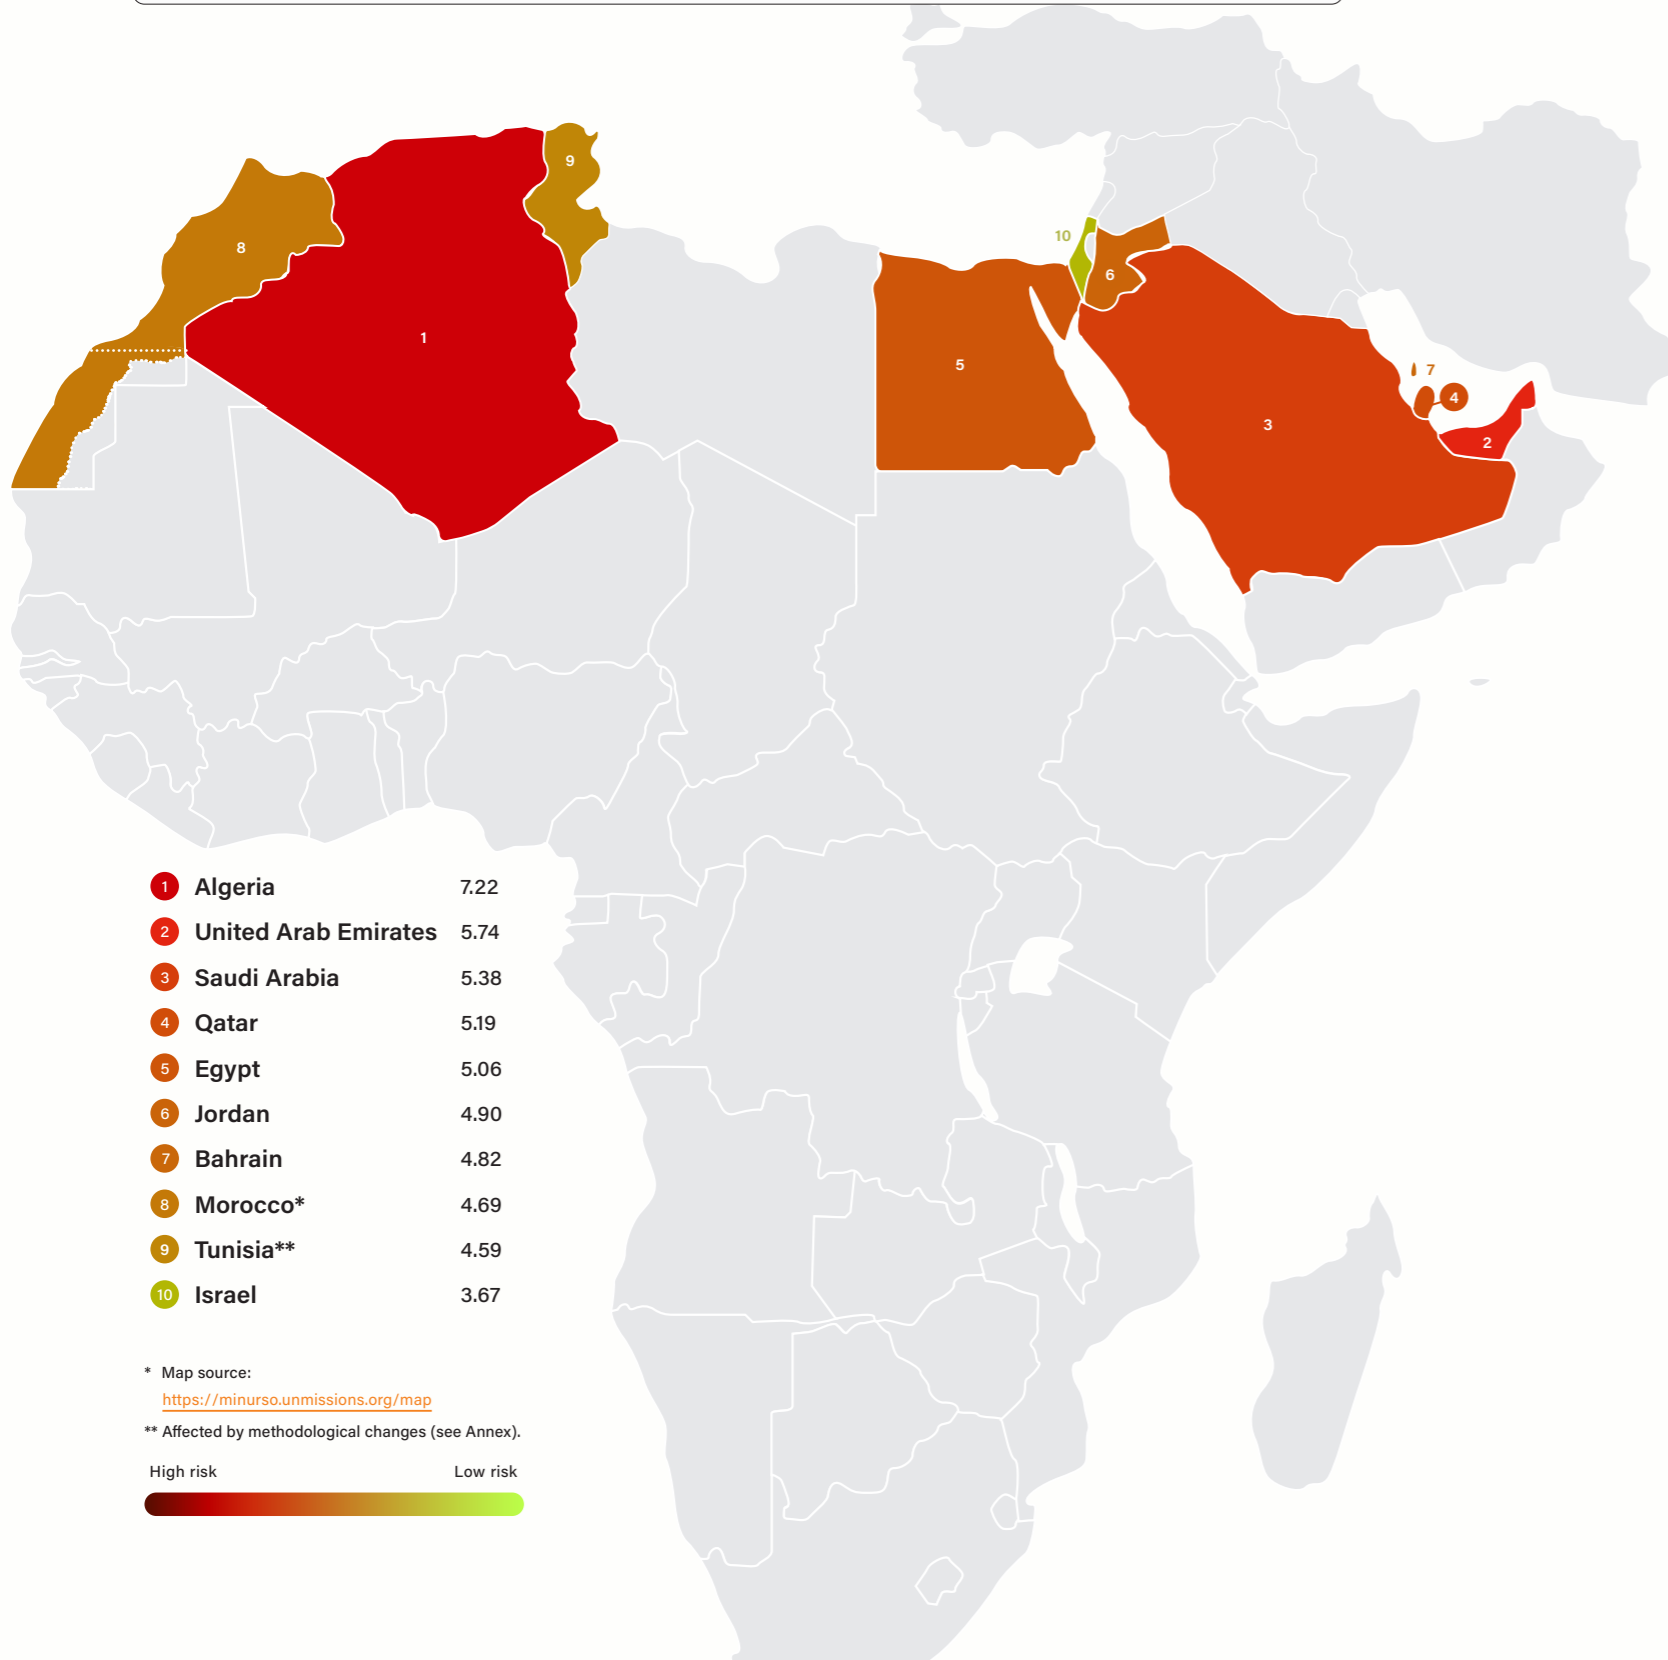 9
8
10
6
1
5
7
4
3
2
1 Algeria 7.22
2 United Arab Emirates 5.74
3 Saudi Arabia 5.38
4 Qatar 5.19
5 Egypt 5.06
6 Jordan 4.90
7 Bahrain 4.82
8 Morocco* 4.69
9 Tunisia** 4.59
10 Israel 3.67
* Map source:
https://minurso.unmissions.org/map
** Affected by methodological changes (see Annex).
High risk Low risk